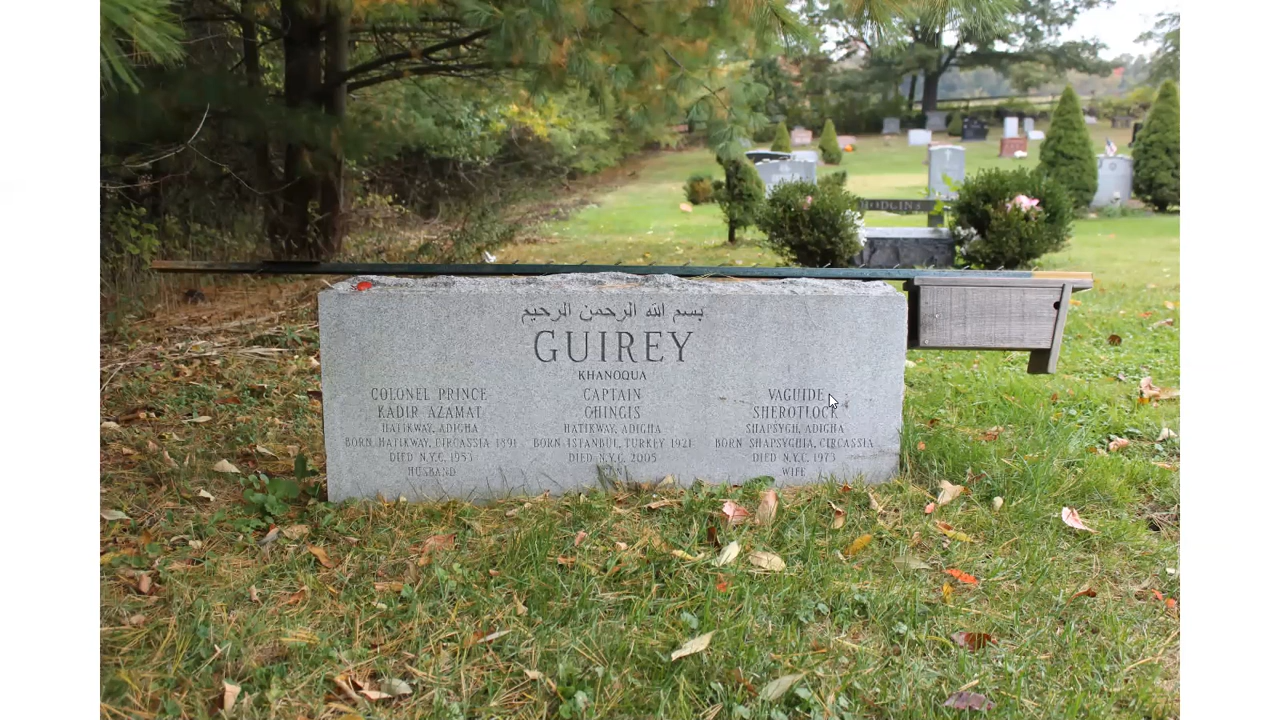 HODGINS
بسم الله الرحمن الرحيم
GUIREY
KHANOQUA
COLONEL PRINCE
KADIR AZAMAT
HATIKWAY, ADIGHA
BORN HATIKWAY, CIRCASSIA 1891
DIED N.Y.C. 1953
HUSBAND
CAPTAIN
CHINGIS
HATIKWAY, ADIGHA
BORN ISTANBUL, TURKEY 1921
DIED N.Y.C. 2005
VAGUIDE
SHEROTLOCK
SHAPSYGH, ADIGHA
BORN SHAPSYGHIA, CIRCASSIA
DIED N.Y.C. 1973
WIFE